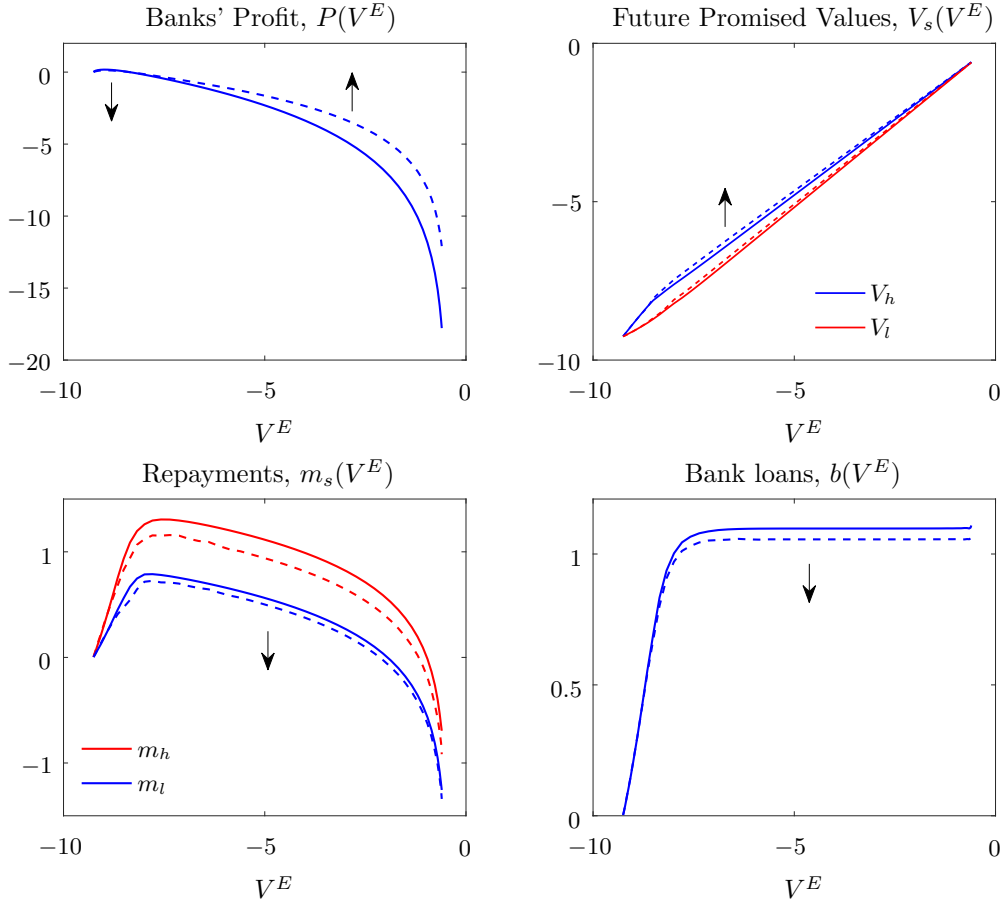 Banks' Profit, P(V^E)
0
−5
−10
−15
−20
−10
−5
0
V^E
Future Promised Values, V_s(V^E)
0
−5
−10
V_h
V_l
−10
−5
0
V^E
Repayments, m_s(V^E)
1
0
−1
m_h
m_l
−10
−5
0
V^E
Bank loans, b(V^E)
1
0.5
0
−10
−5
0
V^E